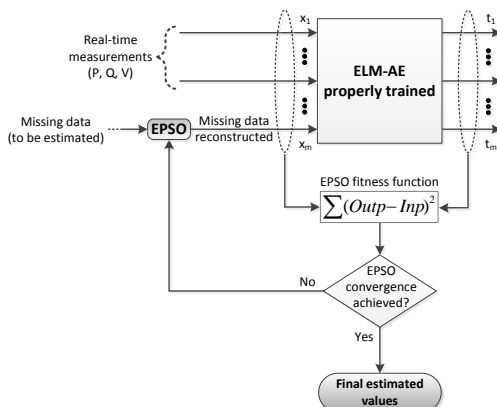 Real-time
measurements
(P, Q, V)
x1
t1
ELM-AE
properly trained
Missing data
(to be estimated)
EPSO
Missing data
reconstructed
xm
tm
EPSO fitness function
∑(Outp−Inp)²
EPSO
convergence
achieved?
No
Yes
Final estimated
values